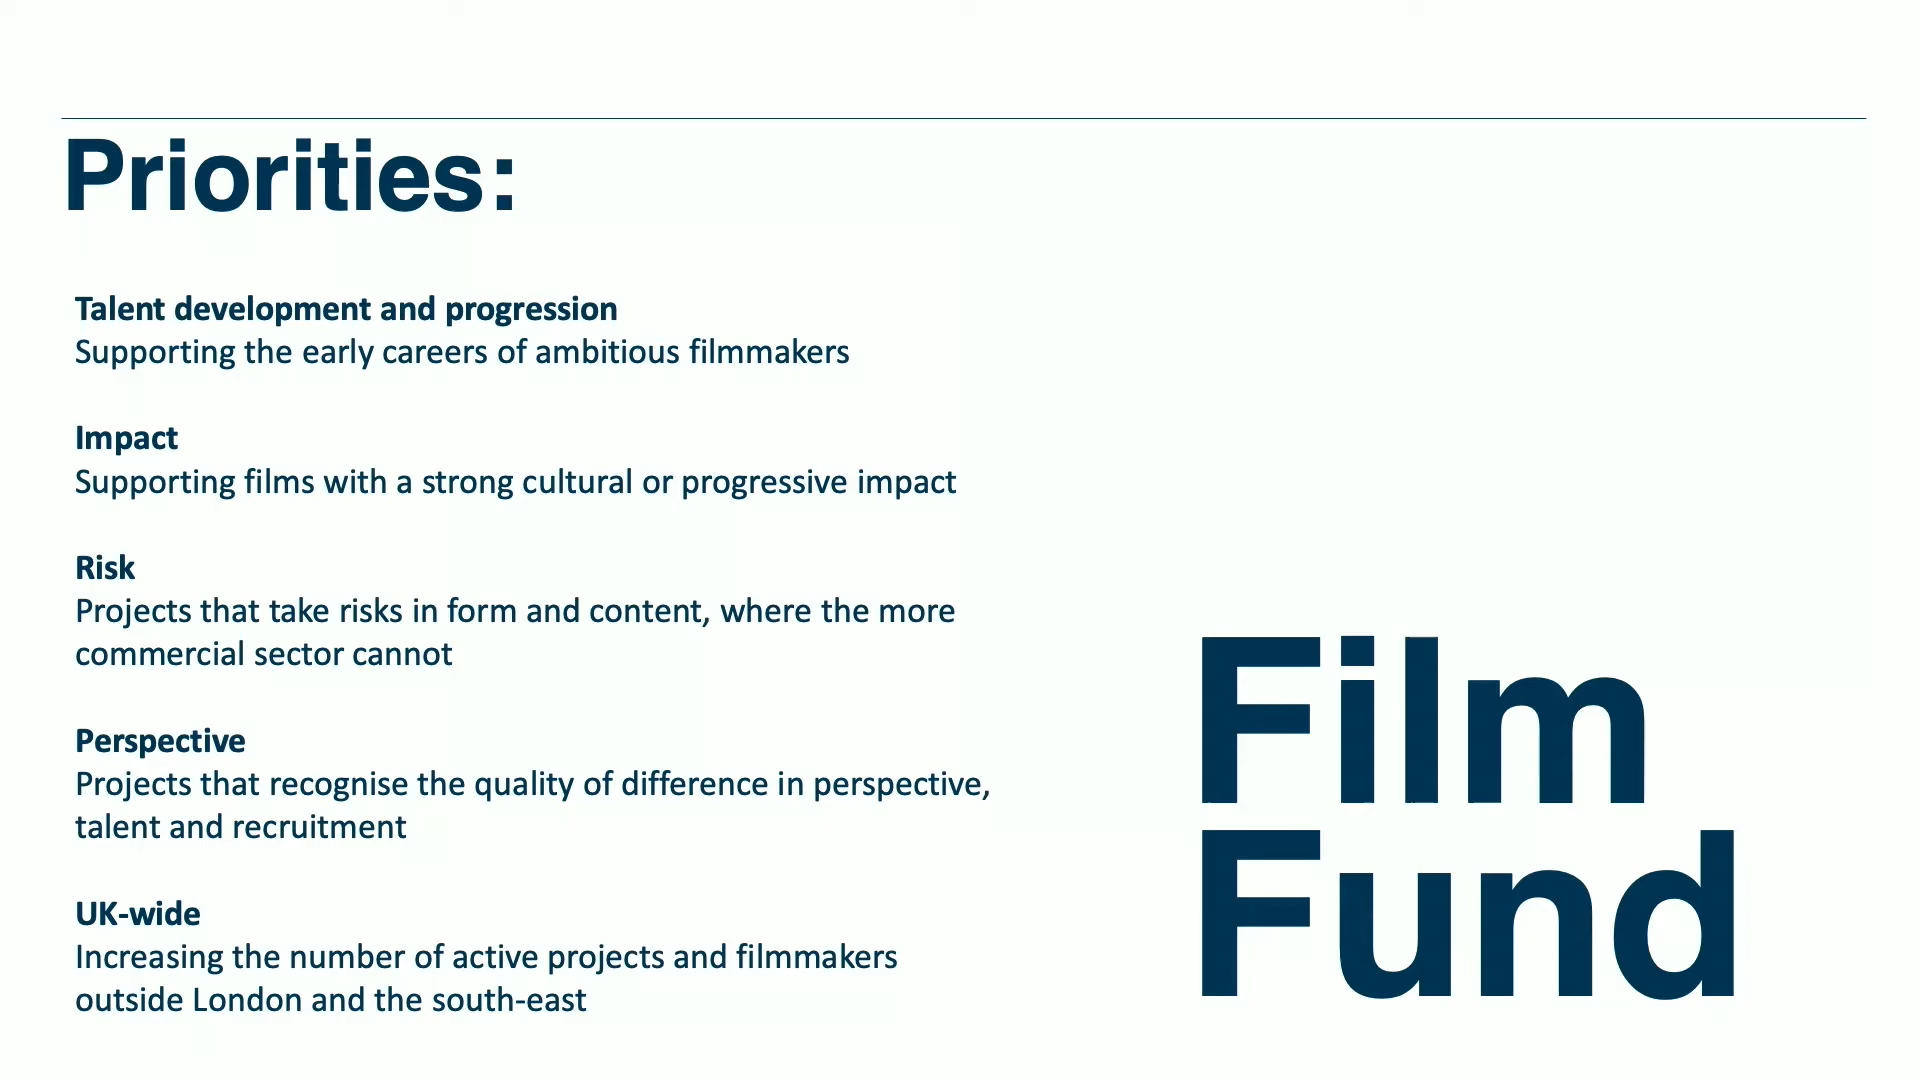 Priorities:
Talent development and progression
Supporting the early careers of ambitious filmmakers
Impact
Supporting films with a strong cultural or progressive impact
Risk
Projects that take risks in form and content, where the more
commercial sector cannot
Perspective
Projects that recognise the quality of difference in perspective,
talent and recruitment
UK-wide
Increasing the number of active projects and filmmakers
outside London and the south-east
Film
Fund